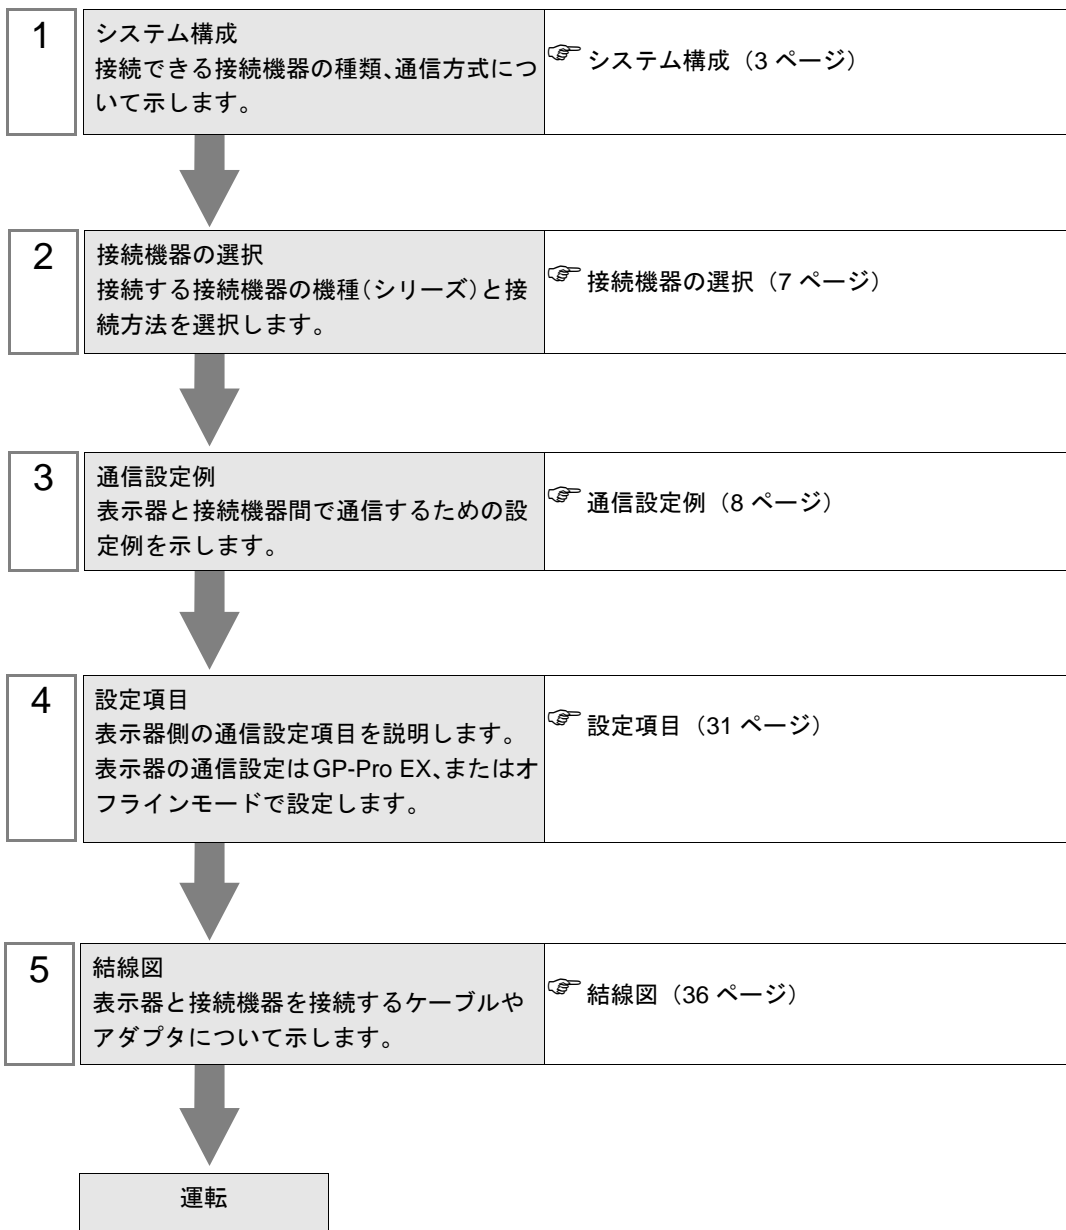 1
システム構成
接続できる接続機器の種類、通信方式につ
いて示します。
☞ システム構成（3 ページ）
2
接続機器の選択
接続する接続機器の機種（シリーズ）と接
続方法を選択します。
☞ 接続機器の選択（7 ページ）
3
通信設定例
表示器と接続機器間で通信するための設
定例を示します。
☞ 通信設定例（8 ページ）
4
設定項目
表示器側の通信設定項目を説明します。
表示器の通信設定はGP-Pro EX、またはオ
フラインモードで設定します。
☞ 設定項目（31 ページ）
5
結線図
表示器と接続機器を接続するケーブルや
アダプタについて示します。
☞ 結線図（36 ページ）
運転